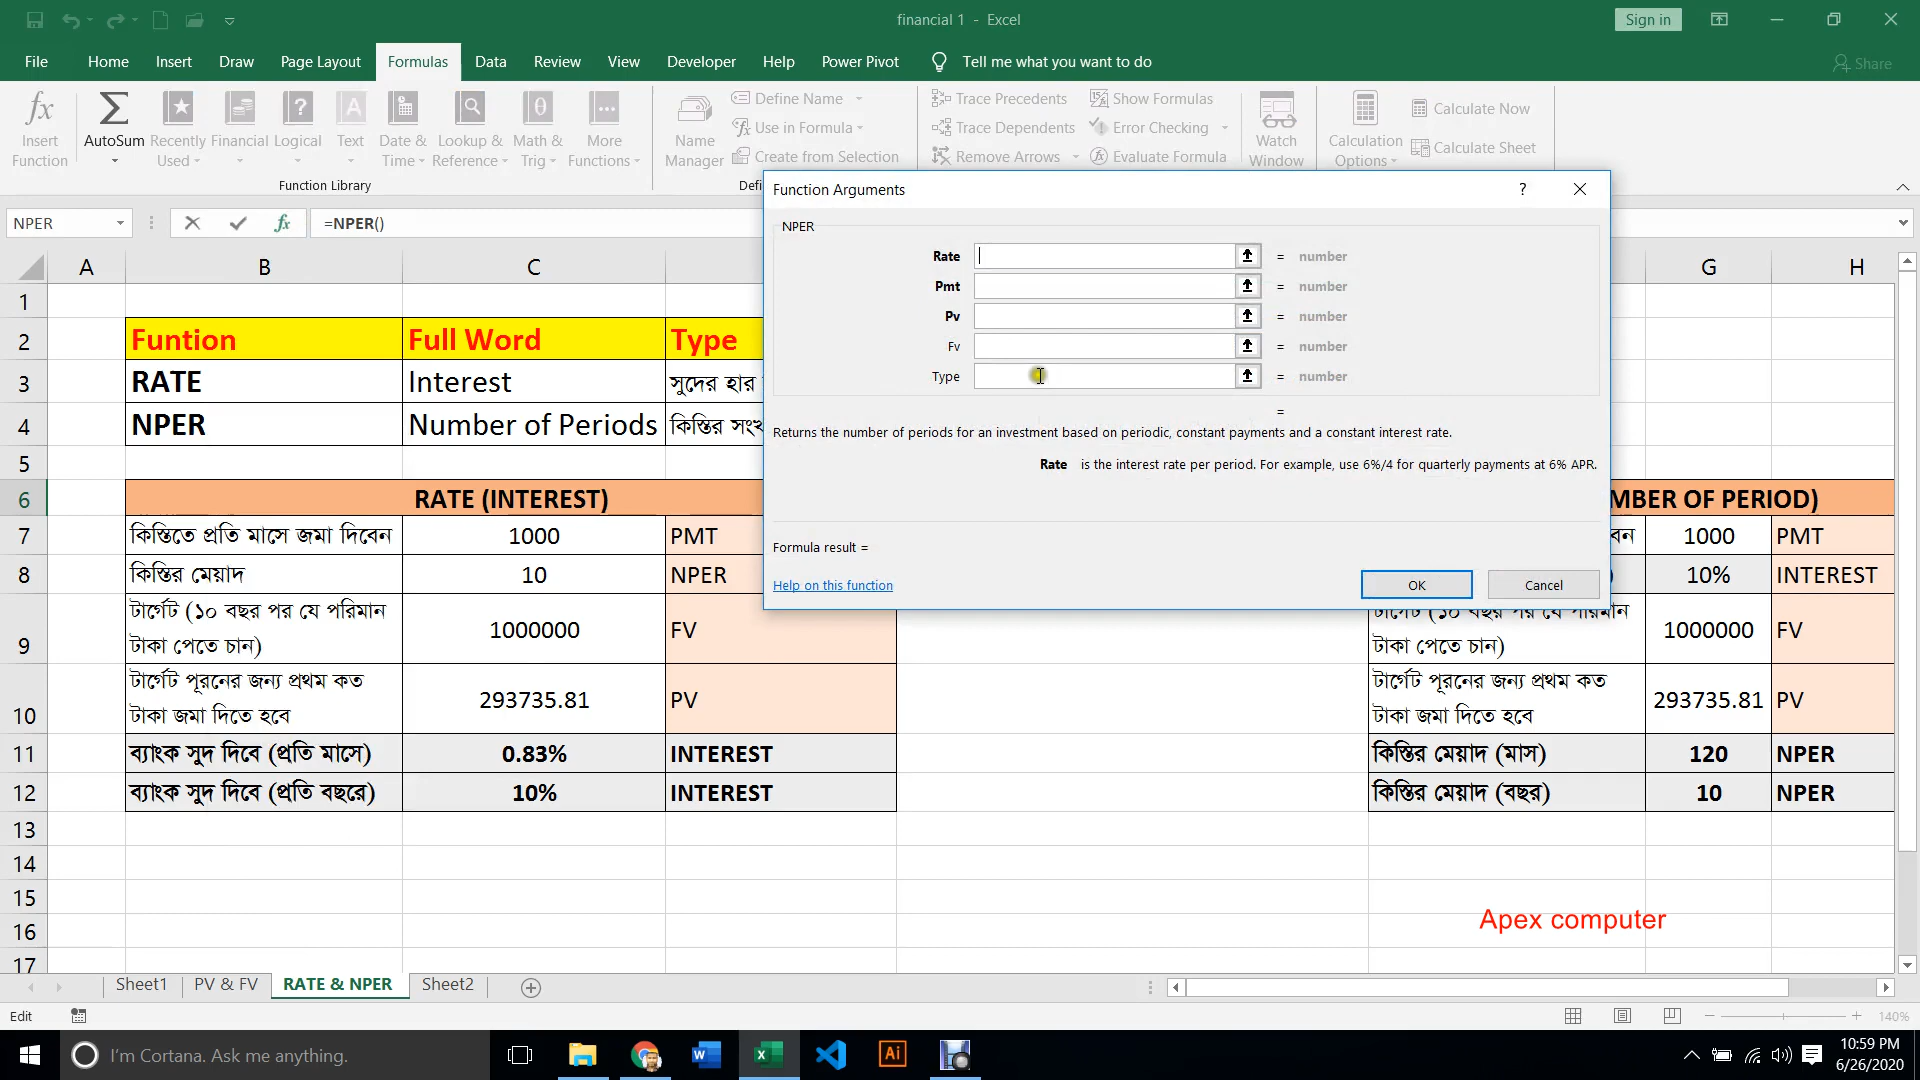 financial 1 - Excel
Sign in
File Home Insert Draw Page Layout Formulas Data Review View Developer Help Power Pivot Tell me what you want to do Share
Insert Function
AutoSum
Recently Used
Financial
Logical
Text
Date & Time
Lookup & Reference
Math & Trig
More Functions
Function Library
Name Manager
Define Name
Use in Formula
Create from Selection
Defi
Trace Precedents
Trace Dependents
Remove Arrows
Show Formulas
Error Checking
Evaluate Formula
Watch Window
Calculation Options
Calculate Now
Calculate Sheet
NPER
=NPER()
Function Arguments
NPER
Rate = number
Pmt = number
Pv = number
Fv = number
Type = number
=
Returns the number of periods for an investment based on periodic, constant payments and a constant interest rate.
Rate is the interest rate per period. For example, use 6%/4 for quarterly payments at 6% APR.
Formula result =
Help on this function
OK Cancel
A B C G H
1
2 Funtion Full Word Type
3 RATE Interest সুদের হার
4 NPER Number of Periods কিস্তির সংখ
5
6 RATE (INTEREST) MBER OF PERIOD)
7 কিস্তিতে প্রতি মাসে জমা দিবেন 1000 PMT বেন 1000 PMT
8 কিস্তির মেয়াদ 10 NPER ) 10% INTEREST
9 টার্গেট (১০ বছর পর যে পরিমান টাকা পেতে চান) 1000000 FV টার্গেট (১০ বছর পর যে পরিমান টাকা পেতে চান) 1000000 FV
10 টার্গেট পূরনের জন্য প্রথম কত টাকা জমা দিতে হবে 293735.81 PV টার্গেট পূরনের জন্য প্রথম কত টাকা জমা দিতে হবে 293735.81 PV
11 ব্যাংক সুদ দিবে (প্রতি মাসে) 0.83% INTEREST কিস্তির মেয়াদ (মাস) 120 NPER
12 ব্যাংক সুদ দিবে (প্রতি বছরে) 10% INTEREST কিস্তির মেয়াদ (বছর) 10 NPER
13
14
15
16
17
Apex computer
Sheet1 PV & FV RATE & NPER Sheet2
Edit
140%
I'm Cortana. Ask me anything.
10:59 PM
6/26/2020